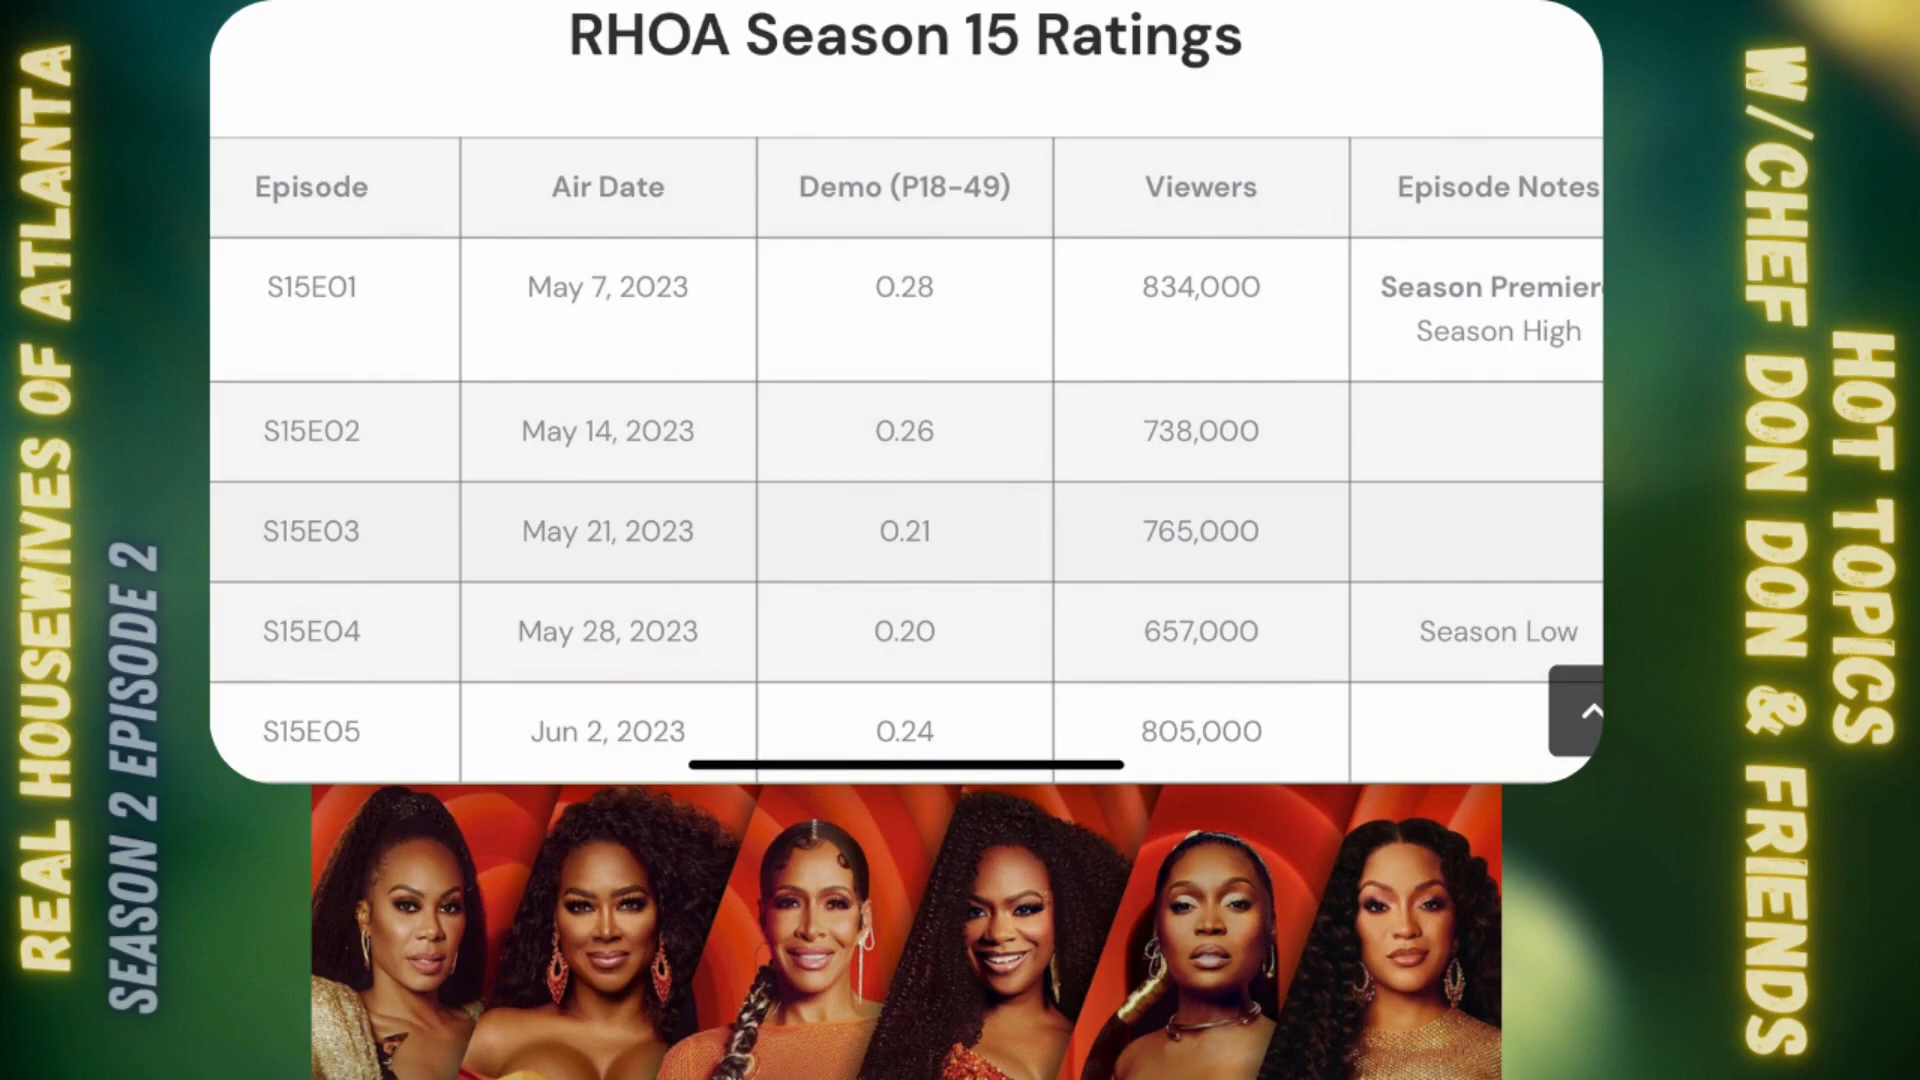 RHOA Season 15 Ratings
Episode Air Date Demo (P18-49) Viewers Episode Notes
S15E01 May 7, 2023 0.28 834,000 Season Premier
Season High
S15E02 May 14, 2023 0.26 738,000
S15E03 May 21, 2023 0.21 765,000
S15E04 May 28, 2023 0.20 657,000 Season Low
S15E05 Jun 2, 2023 0.24 805,000
REAL HOUSEWIVES OF ATLANTA
SEASON 2 EPISODE 2
HOT TOPICS
W/CHEF DON DON & FRIENDS